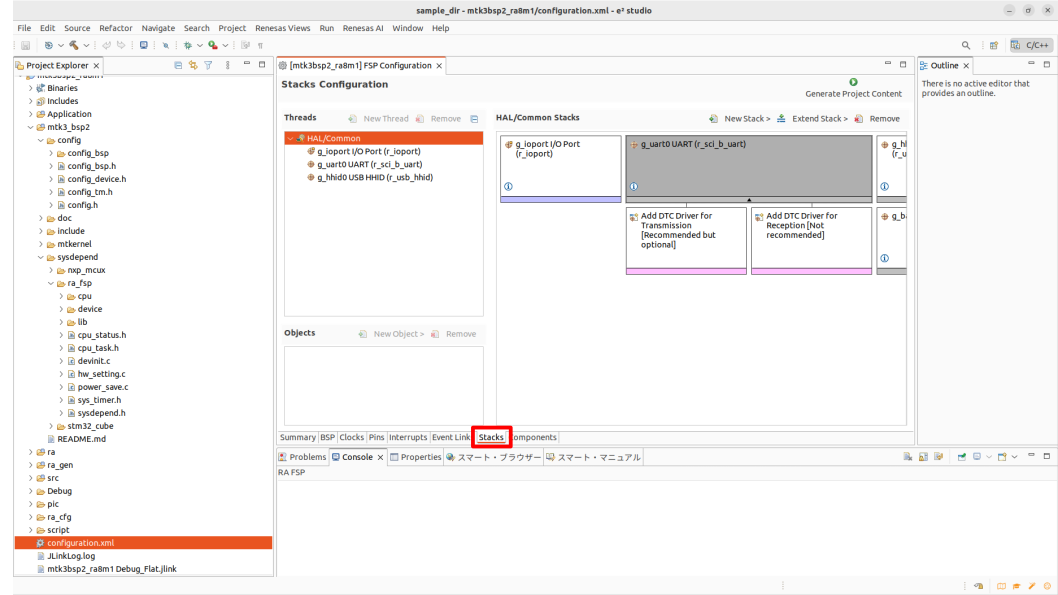 sample_dir - mtk3bsp2_ra8m1/configuration.xml - e² studio
File Edit Source Refactor Navigate Search Project Renesas Views Run Renesas AI Window Help
C/C++
Project Explorer
Binaries
Includes
Application
mtk3_bsp2
config
config_bsp
config_bsp.h
config_device.h
config_tm.h
config.h
doc
include
mtkernel
sysdepend
nxp_mcux
ra_fsp
cpu
device
lib
cpu_status.h
cpu_task.h
devinit.c
hw_setting.c
power_save.c
sys_timer.h
sysdepend.h
stm32_cube
README.md
ra
ra_gen
src
Debug
pic
ra_cfg
script
configuration.xml
JLinkLog.log
mtk3bsp2_ra8m1 Debug_Flat.jlink
[mtk3bsp2_ra8m1] FSP Configuration
Stacks Configuration
Generate Project Content
Threads
New Thread
Remove
HAL/Common
g_ioport I/O Port (r_ioport)
g_uart0 UART (r_sci_b_uart)
g_hhid0 USB HHID (r_usb_hhid)
Objects
New Object >
Remove
HAL/Common Stacks
New Stack >
Extend Stack >
Remove
g_ioport I/O Port
(r_ioport)
g_uart0 UART (r_sci_b_uart)
g_hl
(r_u
Add DTC Driver for
Transmission
[Recommended but
optional]
Add DTC Driver for
Reception [Not
recommended]
g_b
Summary BSP Clocks Pins Interrupts Event Link Stacks omponents
Problems Console Properties スマート・ブラウザー スマート・マニュアル
RA FSP
Outline
There is no active editor that
provides an outline.